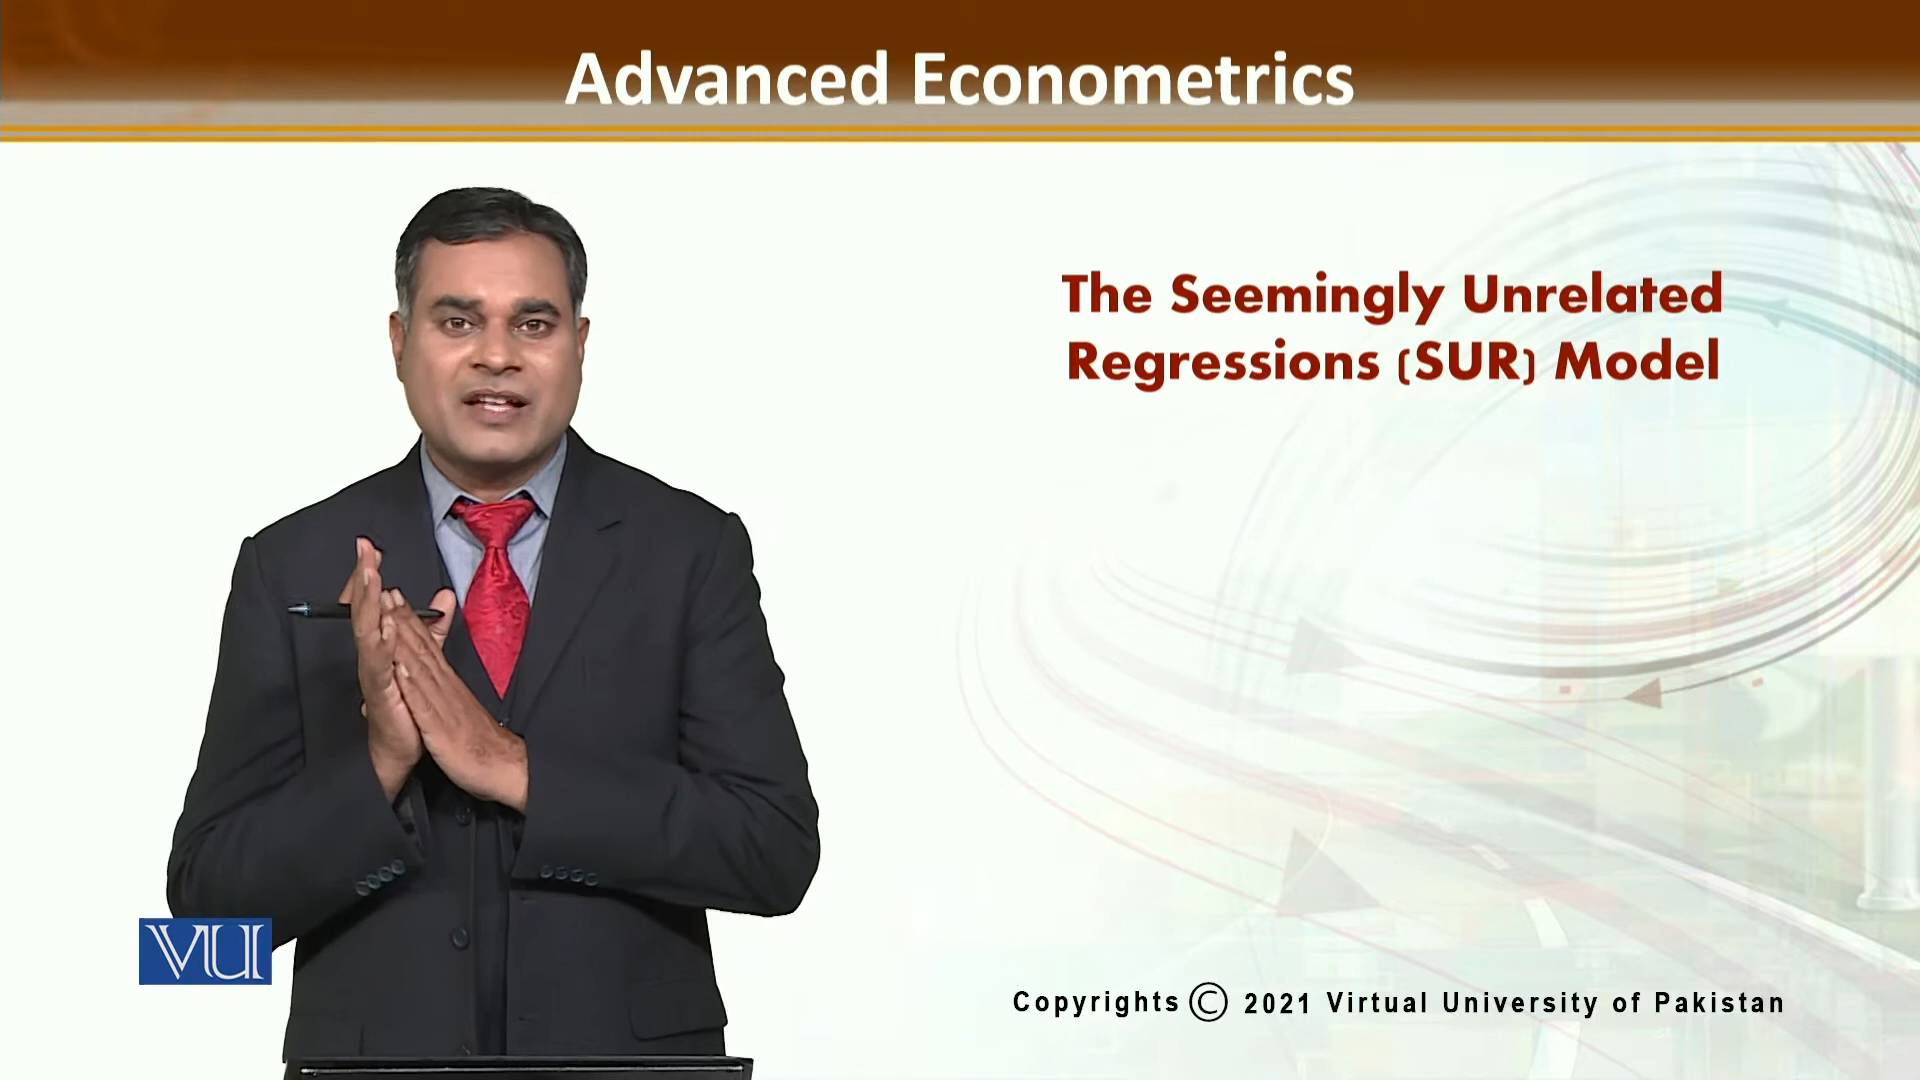 Advanced Econometrics
The Seemingly Unrelated
Regressions (SUR) Model
VU
Copyrights © 2021 Virtual University of Pakistan